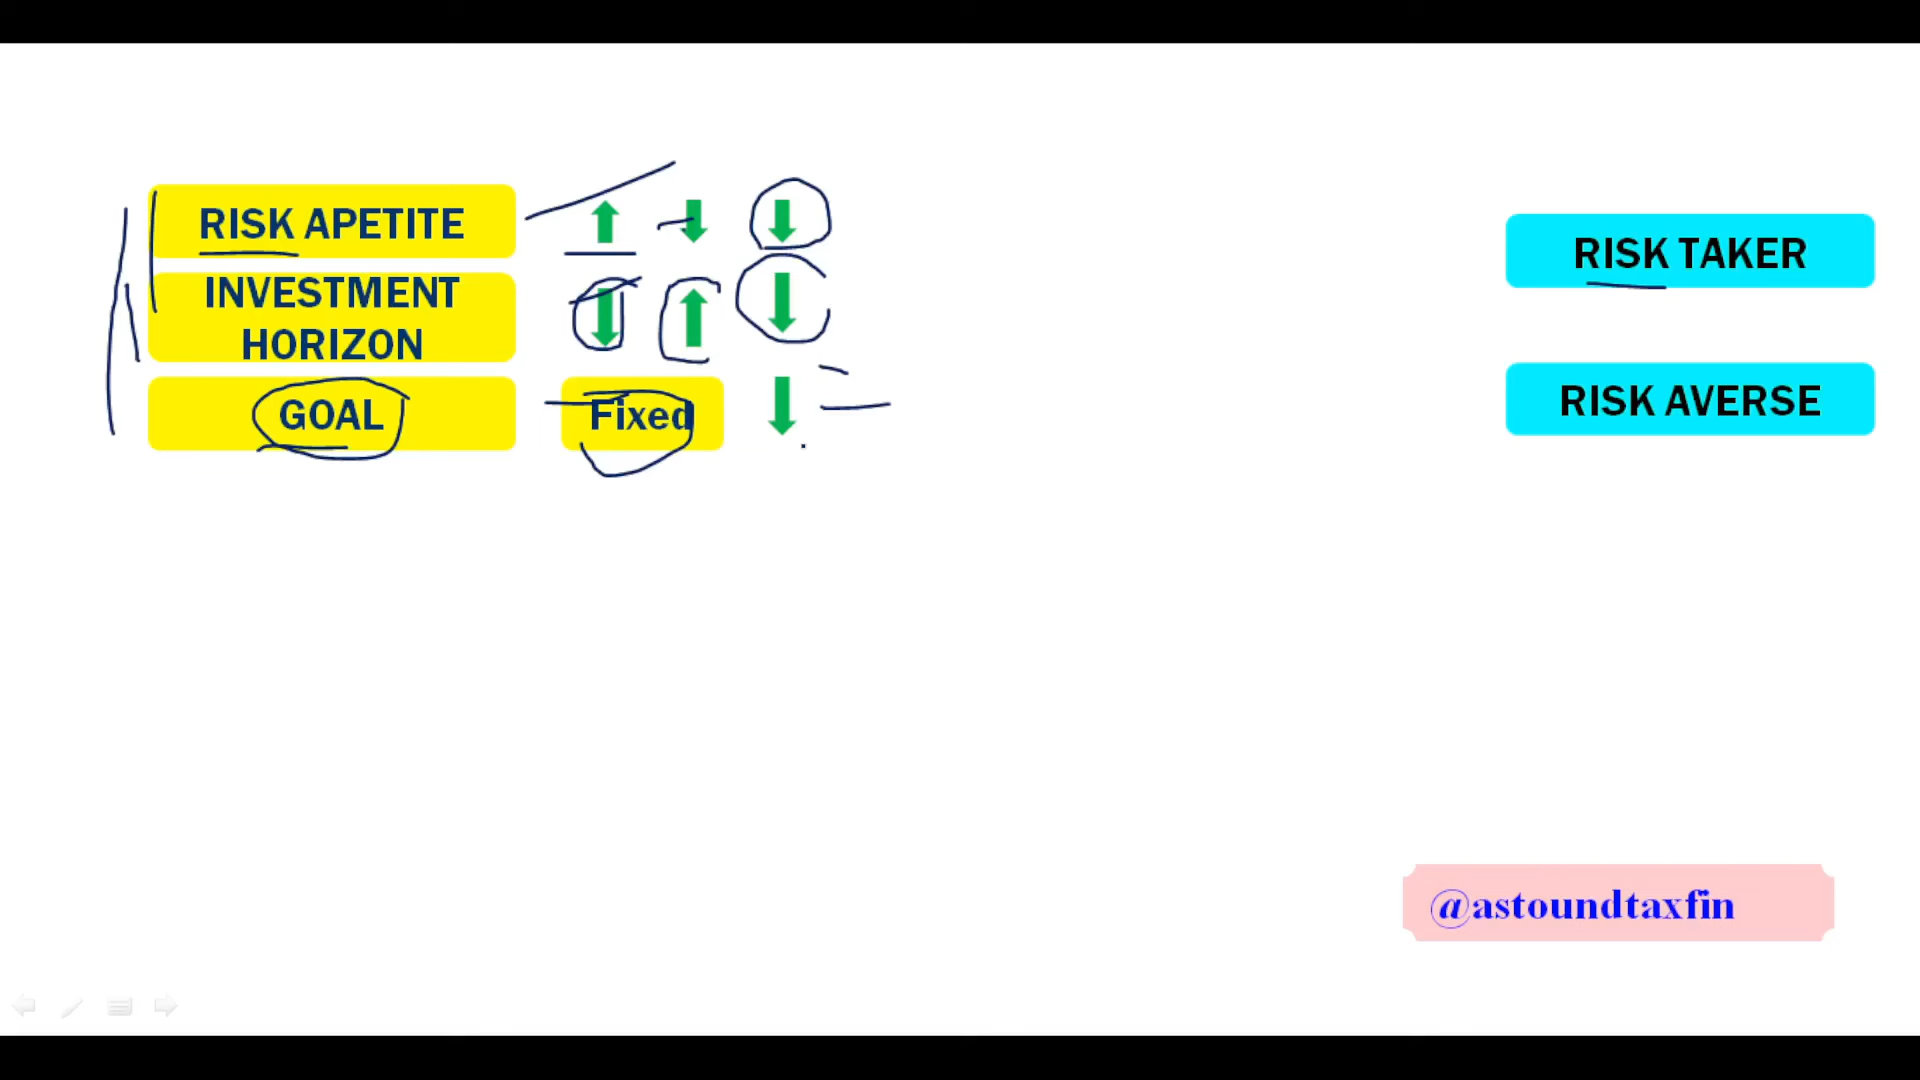 RISK APETITE
INVESTMENT
HORIZON
GOAL
Fixed
RISK TAKER
RISK AVERSE
@astoundtaxfin